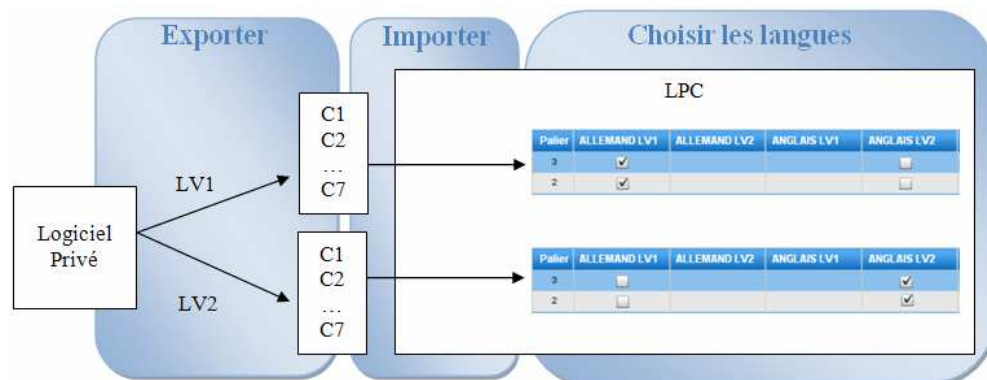 Exporter
Importer
Choisir les langues
LPC
C1
C2
...
C7
Palier ALLEMAND LV1 ALLEMAND LV2 ANGLAIS LV1 ANGLAIS LV2
3
2
LV1
Logiciel
Privé
LV2
C1
C2
...
C7
Palier ALLEMAND LV1 ALLEMAND LV2 ANGLAIS LV1 ANGLAIS LV2
3
2